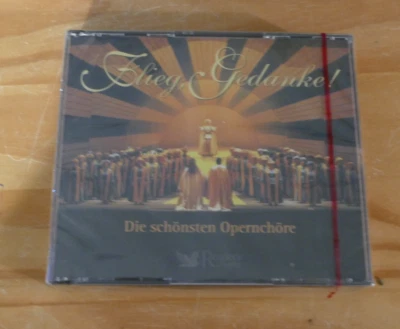 Flieg, Gedanke!
Die schönsten Opernchöre